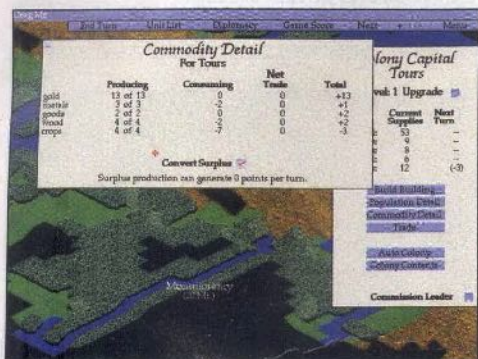 Drag Me
End Turn Unit List Diplomacy Game Score Next + Menu
Commodity Detail
For Tours
Producing Consuming Net Trade Total
gold 13 of 13 0 0 +13
metals 3 of 3 -2 0 +1
goods 2 of 2 0 0 +2
wood 4 of 4 -2 0 +2
crops 4 of 4 -7 0 -3
Convert Surplus
Surplus production can generate 0 points per turn.
olony Capital
Tours
vel: 1 Upgrade
Current Supplies Next Turn
53 -
9 -
8 -
6 -
12 (-3)
Build Building
Population Detail
Commodity Detail
Trade
Auto Colony
Colony Contents
Commission Leader
Montmorency